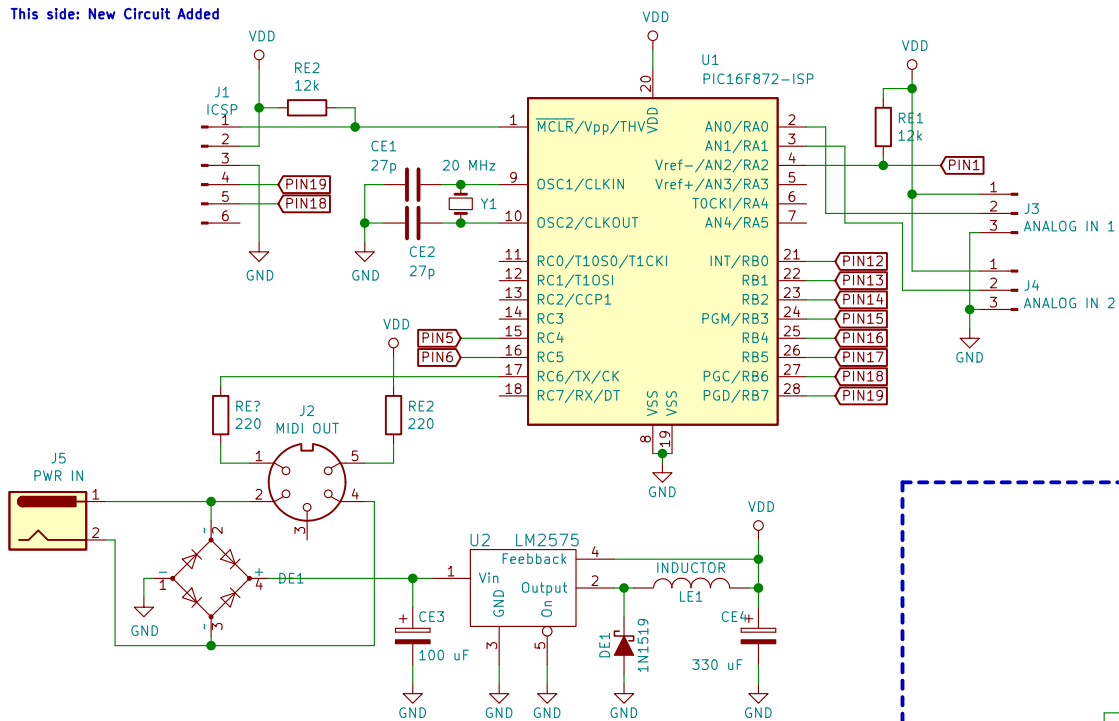 This side: New Circuit Added
VDD
RE2
12k
J1
ICSP
1
2
3
4
5
6
PIN19
PIN18
GND
CE1
27p
20 MHz
Y1
CE2
27p
GND
VDD
U1
PIC16F872-ISP
20
VDD
1
MCLR/Vpp/THV
9
OSC1/CLKIN
10
OSC2/CLKOUT
11
RC0/T1OSO/T1CKI
12
RC1/T1OSI
13
RC2/CCP1
14
RC3
PIN5
15
RC4
PIN6
16
RC5
17
RC6/TX/CK
18
RC7/RX/DT
AN0/RA0
2
AN1/RA1
3
Vref-/AN2/RA2
4
Vref+/AN3/RA3
5
TOCKI/RA4
6
AN4/RA5
7
INT/RB0
21
PIN12
RB1
22
PIN13
RB2
23
PIN14
PGM/RB3
24
PIN15
RB4
25
PIN16
RB5
26
PIN17
PGC/RB6
27
PIN18
PGD/RB7
28
PIN19
VSS
VSS
8
19
GND
VDD
RE1
12k
PIN1
1
2
3
J3
ANALOG IN 1
1
2
3
J4
ANALOG IN 2
GND
VDD
RE?
220
J2
MIDI OUT
RE2
220
1
5
2
4
3
J5
PWR IN
1
2
~
2
-
1
+
4
DE1
~
3
GND
CE3
+
100 uF
GND
U2
LM2575
1
Vin
Feebback
4
Output
2
GND
On
3
5
GND
GND
DE1
1N1519
GND
INDUCTOR
LE1
VDD
CE4
+
330 uF
GND